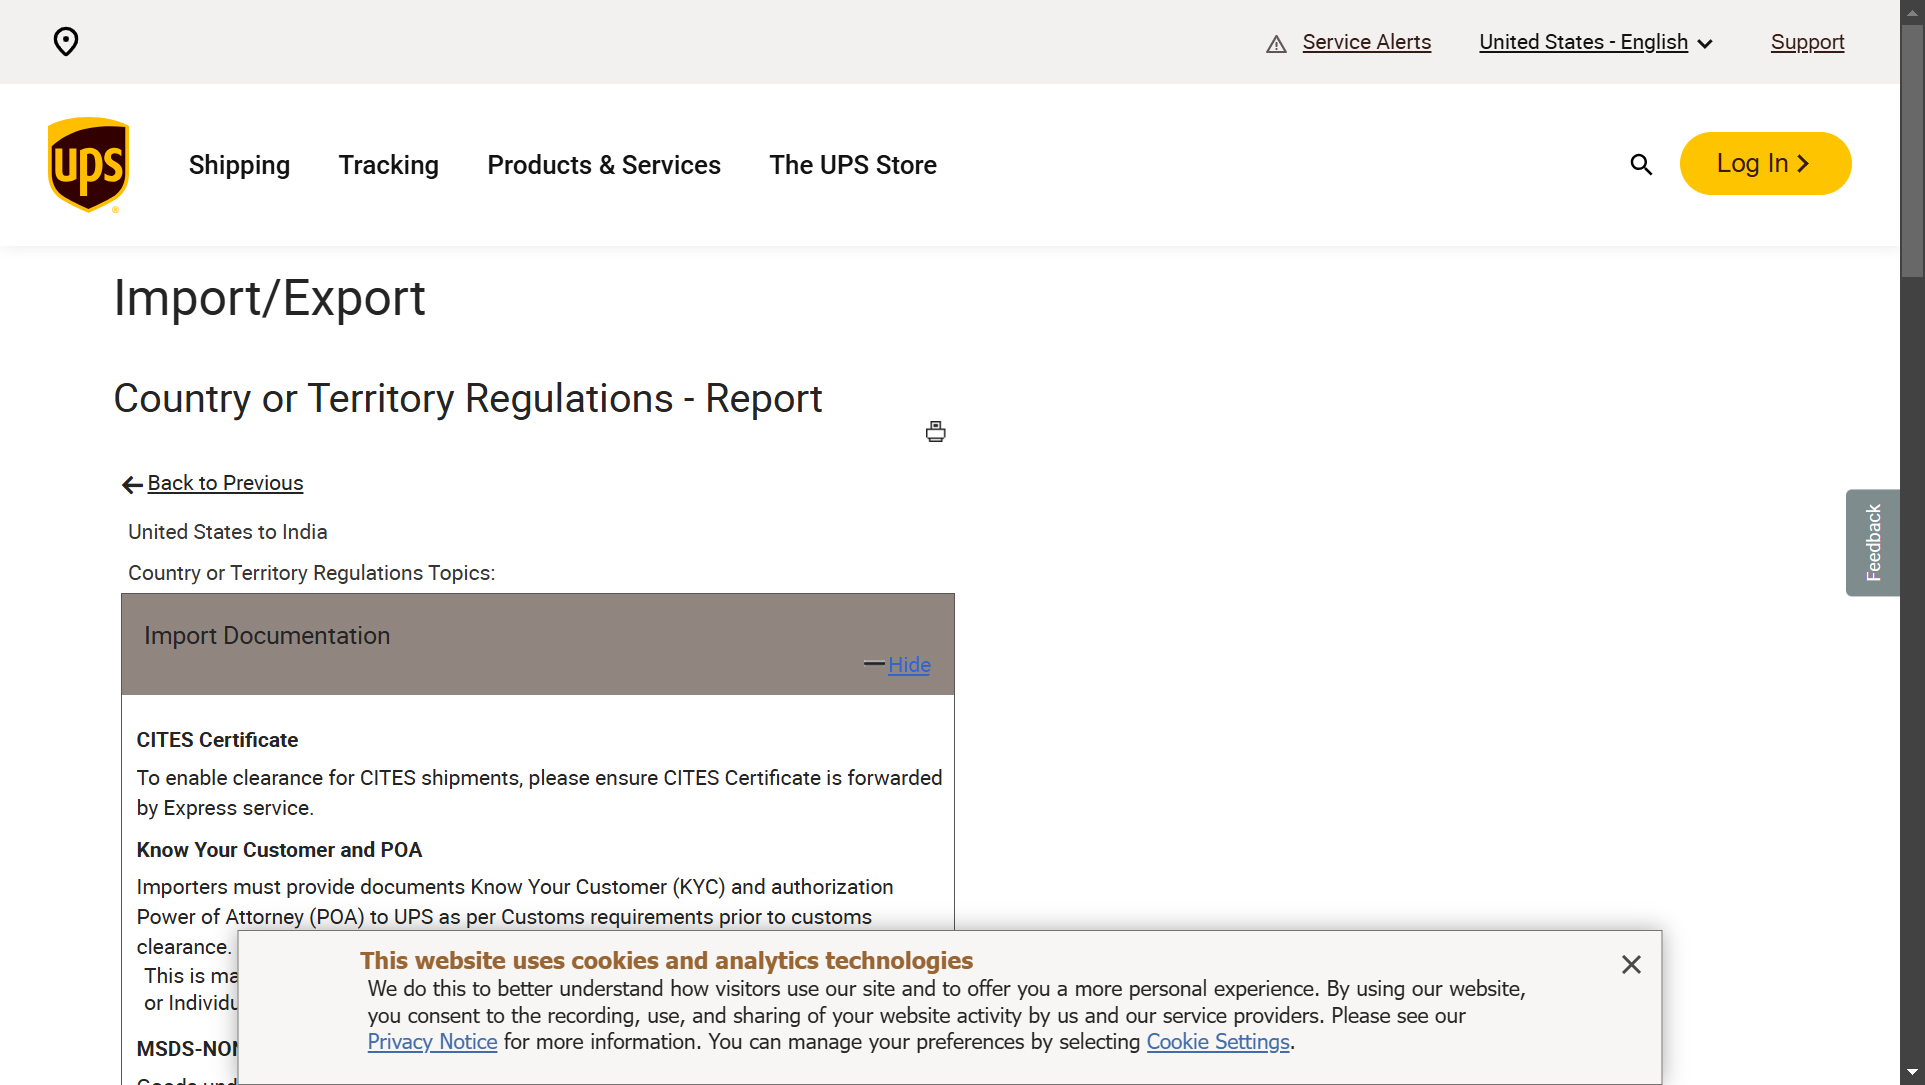 Service Alerts
United States - English
Support
ups
Shipping
Tracking
Products & Services
The UPS Store
Log In
Import/Export
Country or Territory Regulations - Report
Back to Previous
United States to India
Country or Territory Regulations Topics:
Import Documentation
Hide
Feedback
CITES Certificate
To enable clearance for CITES shipments, please ensure CITES Certificate is forwarded
by Express service.
Know Your Customer and POA
Importers must provide documents Know Your Customer (KYC) and authorization
Power of Attorney (POA) to UPS as per Customs requirements prior to customs
clearance.
This is ma
or Individu
MSDS-NON
This website uses cookies and analytics technologies
We do this to better understand how visitors use our site and to offer you a more personal experience. By using our website,
you consent to the recording, use, and sharing of your website activity by us and our service providers. Please see our
Privacy Notice for more information. You can manage your preferences by selecting Cookie Settings.